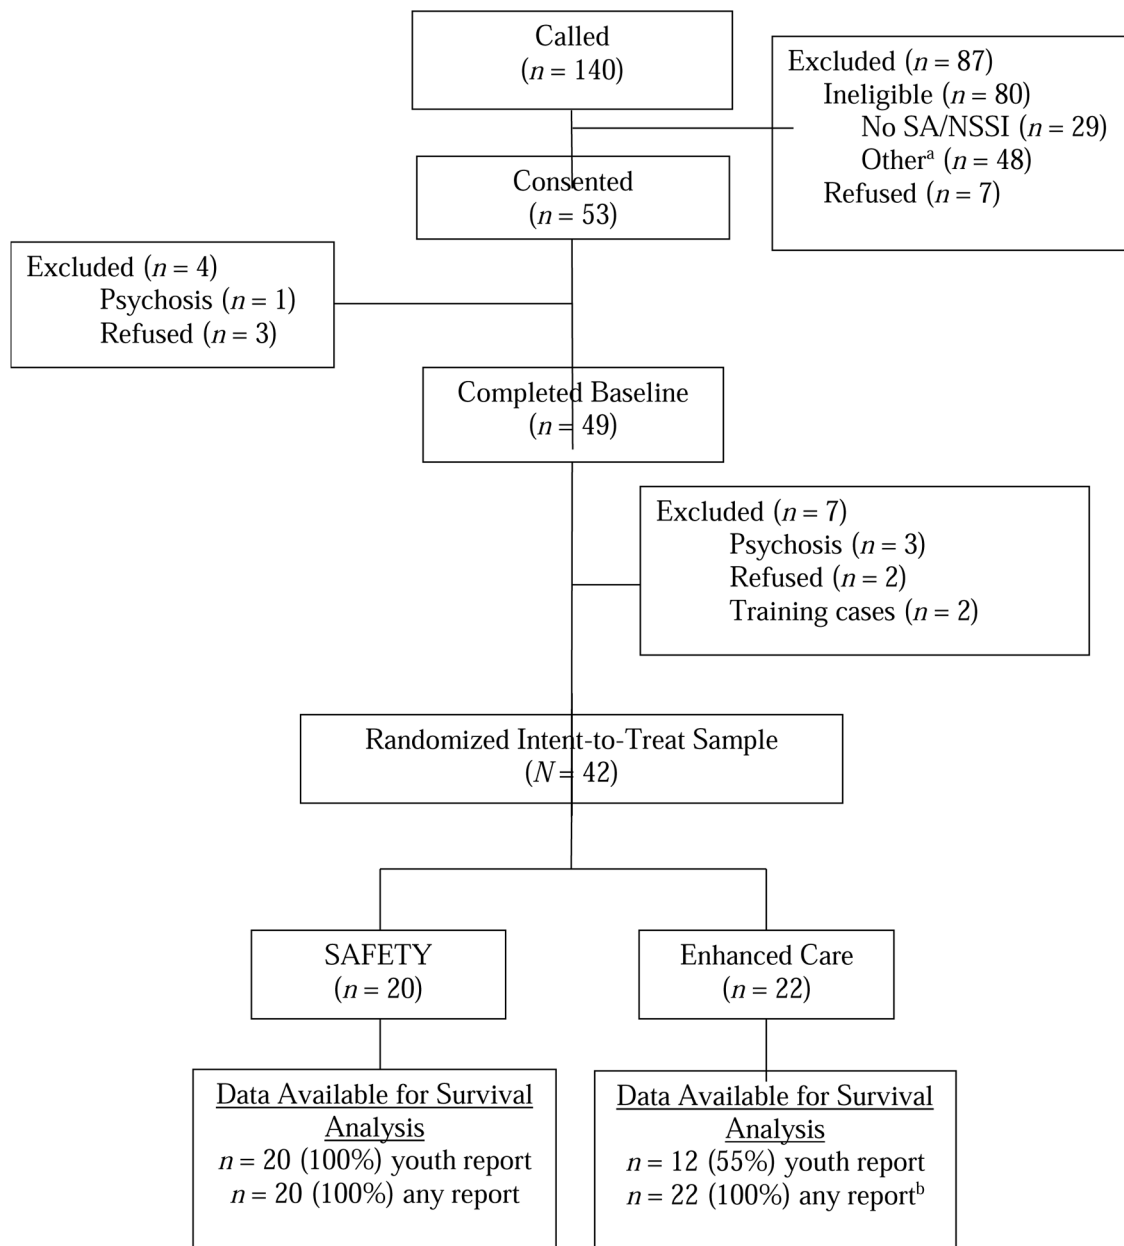 Called
(n = 140)
Excluded (n = 87)
Ineligible (n = 80)
No SA/NSSI (n = 29)
Otherᵃ (n = 48)
Refused (n = 7)
Consented
(n = 53)
Excluded (n = 4)
Psychosis (n = 1)
Refused (n = 3)
Completed Baseline
(n = 49)
Excluded (n = 7)
Psychosis (n = 3)
Refused (n = 2)
Training cases (n = 2)
Randomized Intent-to-Treat Sample
(N = 42)
SAFETY
(n = 20)
Enhanced Care
(n = 22)
Data Available for Survival
Analysis
n = 20 (100%) youth report
n = 20 (100%) any report
Data Available for Survival
Analysis
n = 12 (55%) youth report
n = 22 (100%) any reportᵇ